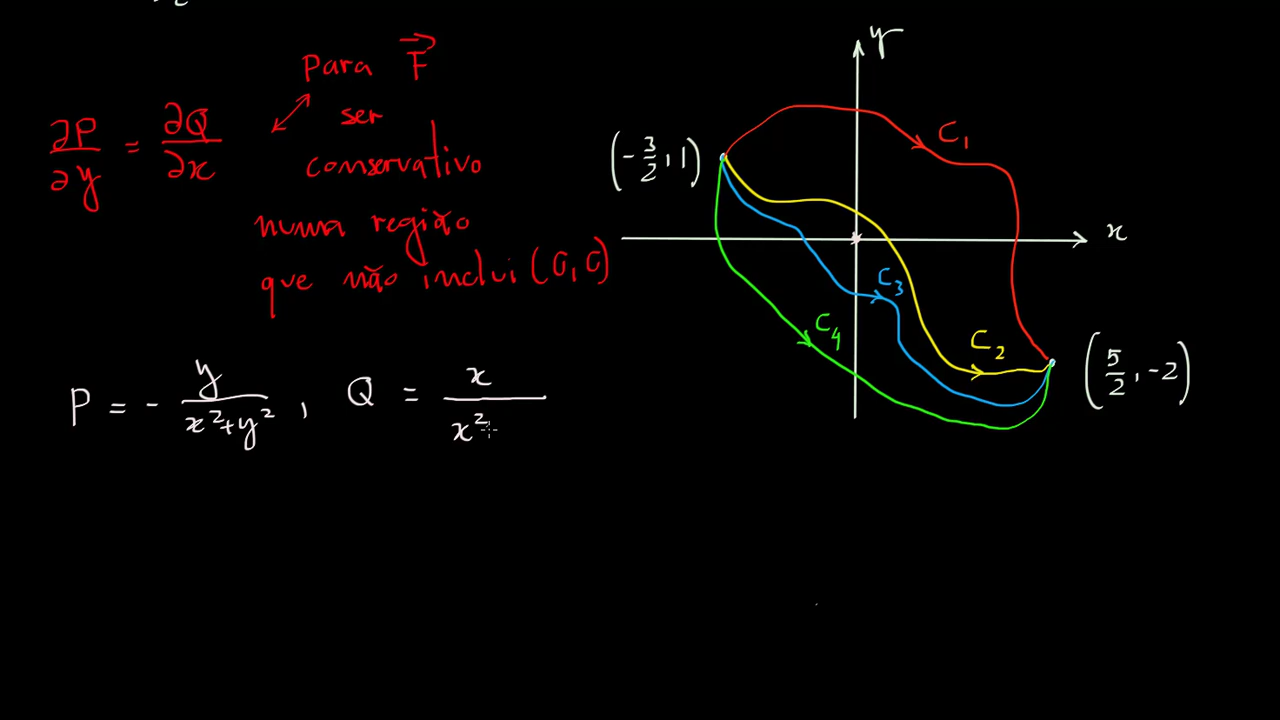 Para F⃗
ser
conservativo
numa região
que não inclui (0,0)
∂P/∂y = ∂Q/∂x
P = - y/(x²+y²) , Q = x/x²
y
x
(-3/2, 1)
(5/2, -2)
C₁
C₂
C₃
C₄